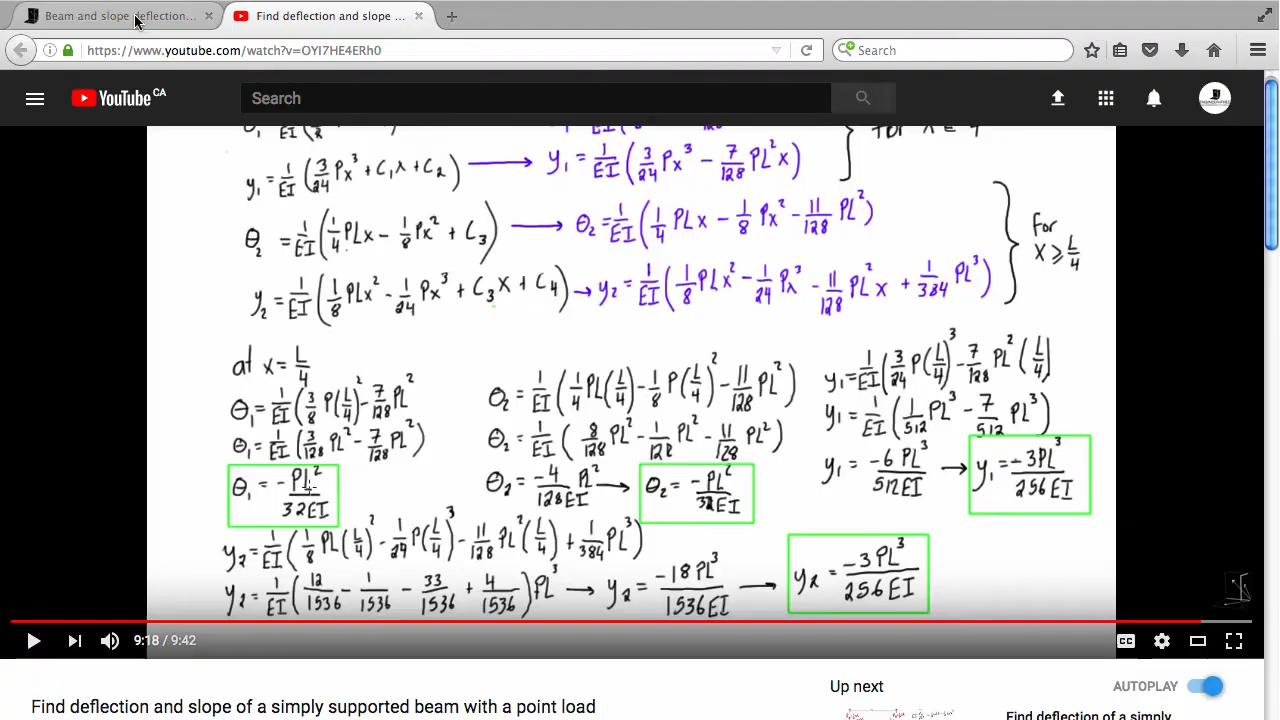 Beam and slope deflection...
Find deflection and slope ...
https://www.youtube.com/watch?v=OYI7HE4ERh0
Search
YouTube CA
Search
y₁ = 1/EI (3/24 Px³ + C₁x + C₂) → y₁ = 1/EI (3/24 Px³ - 7/128 PL²x)
θ₂ = 1/EI (1/4 PLx - 1/8 Px² + C₃) → θ₂ = 1/EI (1/4 PLx - 1/8 Px² - 11/128 PL²)
For x ≥ L/4
y₂ = 1/EI (1/8 PLx² - 1/24 Px³ + C₃x + C₄) → y₂ = 1/EI (1/8 PLx² - 1/24 Px³ - 11/128 PL²x + 1/384 PL³)
at x = L/4
θ₁ = 1/EI (3/8 P(L/4)² - 7/128 PL²
θ₁ = 1/EI (3/128 PL² - 7/128 PL²)
θ₁ = -PL²/32EI
θ₂ = 1/EI (1/4 PL(L/4) - 1/8 P(L/4)² - 11/128 PL²)
θ₂ = 1/EI (8/128 PL² - 1/128 PL² - 11/128 PL²)
θ₂ = -4/128EI PL² → θ₂ = -PL²/32EI
y₁ = 1/EI (3/24 P(L/4)³ - 7/128 PL² (L/4)
y₁ = 1/EI (1/512 PL³ - 7/512 PL³)
y₁ = -6PL³/512EI → y₁ = -3PL³/256EI
y₂ = 1/EI (1/8 PL(L/4)² - 1/24 P(L/4)³ - 11/128 PL²(L/4) + 1/384 PL³)
y₂ = 1/EI (12/1536 - 1/1536 - 33/1536 + 4/1536) PL³ → y₂ = -18PL³/1536EI → y₂ = -3PL³/256EI
9:18 / 9:42
CC
Find deflection and slope of a simply supported beam with a point load
Up next
AUTOPLAY
Find deflection of a simply